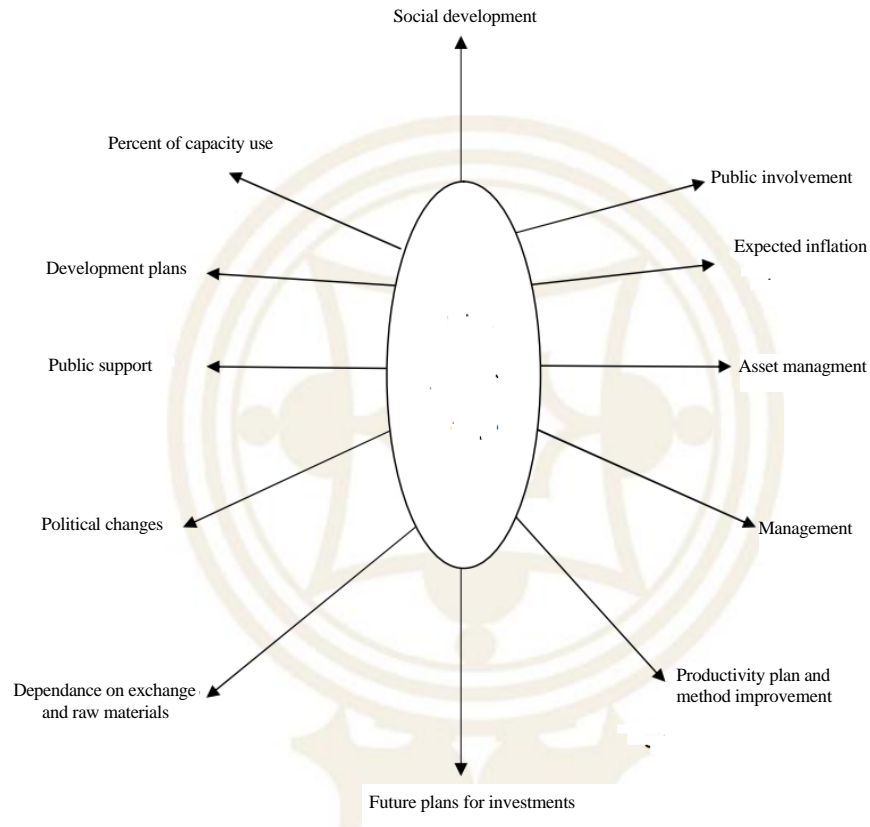 Social development
Percent of capacity use
Public involvement
Expected inflation
Development plans
Public support
Asset managment
Political changes
Management
Dependance on exchange
and raw materials
Productivity plan and
method improvement
Future plans for investments